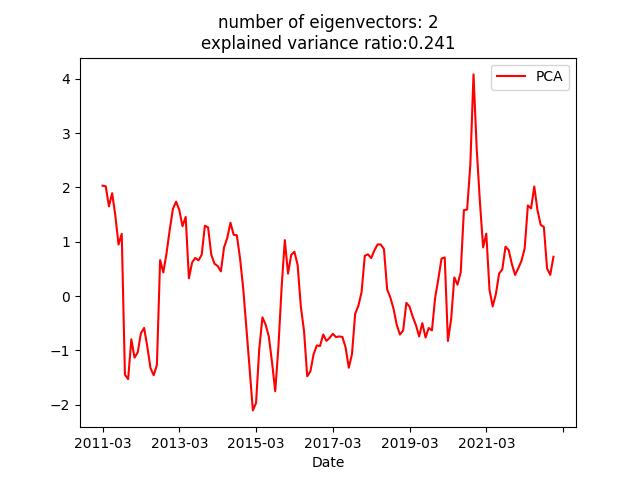 number of eigenvectors: 2
explained variance ratio:0.241
PCA
4
3
2
1
0
−1
−2
2011-03 2013-03 2015-03 2017-03 2019-03 2021-03
Date